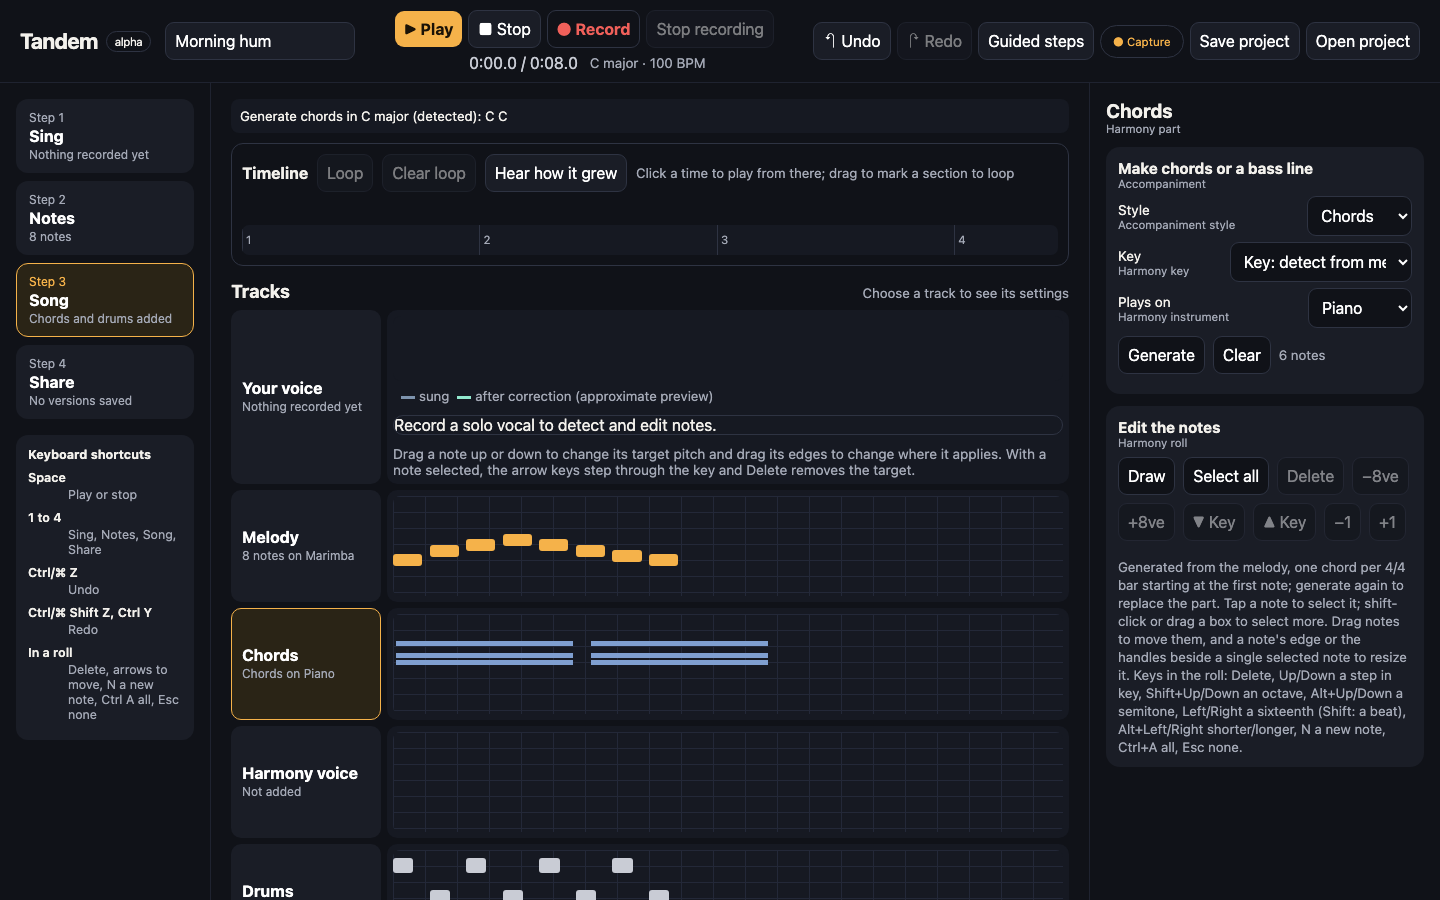 Tandem alpha Morning hum
Play Stop Record Stop recording
0:00.0 / 0:08.0 C major · 100 BPM
Undo Redo Guided steps Capture Save project Open project
Step 1
Sing
Nothing recorded yet
Step 2
Notes
8 notes
Step 3
Song
Chords and drums added
Step 4
Share
No versions saved
Keyboard shortcuts
Space
Play or stop
1 to 4
Sing, Notes, Song,
Share
Ctrl/⌘ Z
Undo
Ctrl/⌘ Shift Z, Ctrl Y
Redo
In a roll
Delete, arrows to
move, N a new
note, Ctrl A all, Esc
none
Generate chords in C major (detected): C C
Timeline Loop Clear loop Hear how it grew Click a time to play from there; drag to mark a section to loop
1 2 3 4
Tracks Choose a track to see its settings
Your voice
Nothing recorded yet
sung after correction (approximate preview)
Record a solo vocal to detect and edit notes.
Drag a note up or down to change its target pitch and drag its edges to change where it applies. With a
note selected, the arrow keys step through the key and Delete removes the target.
Melody
8 notes on Marimba
Chords
Chords on Piano
Harmony voice
Not added
Drums
Chords
Harmony part
Make chords or a bass line
Accompaniment
Style
Accompaniment style
Chords
Key
Harmony key
Key: detect from me
Plays on
Harmony instrument
Piano
Generate Clear 6 notes
Edit the notes
Harmony roll
Draw Select all Delete −8ve
+8ve ▼ Key ▲ Key −1 +1
Generated from the melody, one chord per 4/4
bar starting at the first note; generate again to
replace the part. Tap a note to select it; shift-
click or drag a box to select more. Drag notes
to move them, and a note's edge or the
handles beside a single selected note to resize
it. Keys in the roll: Delete, Up/Down a step in
key, Shift+Up/Down an octave, Alt+Up/Down a
semitone, Left/Right a sixteenth (Shift: a beat),
Alt+Left/Right shorter/longer, N a new note,
Ctrl+A all, Esc none.